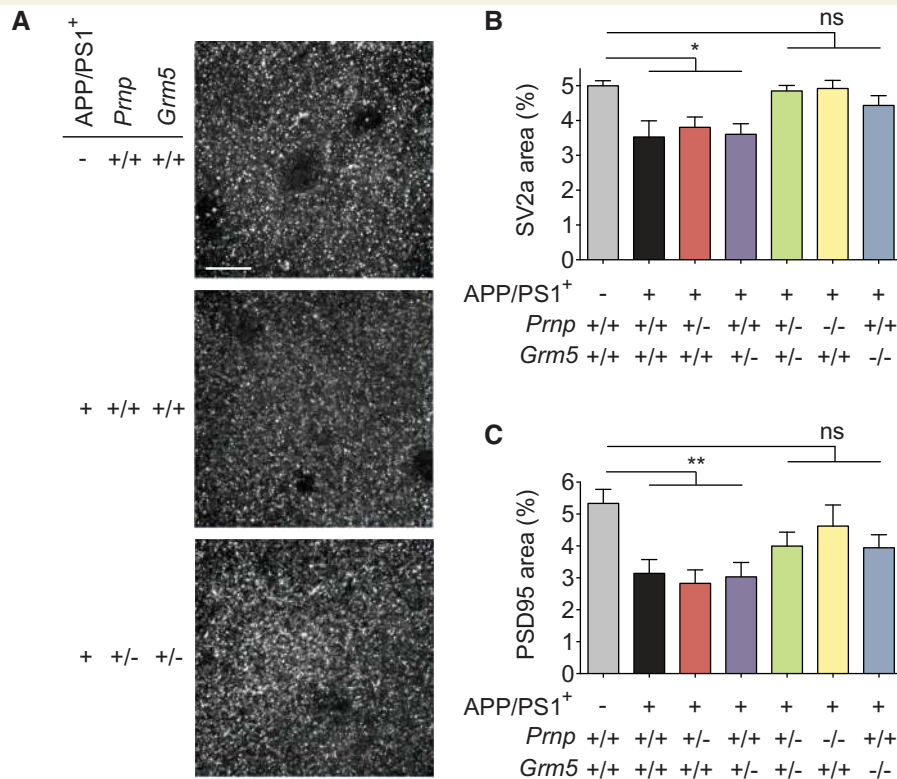 A
APP/PS1+
Prnp
Grm5
- +/+ +/+
+ +/+ +/+
+ +/- +/-
B
ns
*
SV2a area (%)
5
4
3
2
1
0
APP/PS1+ - + + + + + +
Prnp +/+ +/+ +/- +/+ +/- -/- +/+
Grm5 +/+ +/+ +/+ +/- +/- +/+ -/-
C
ns
**
PSD95 area (%)
6
5
4
3
2
1
0
APP/PS1+ - + + + + + +
Prnp +/+ +/+ +/- +/+ +/- -/- +/+
Grm5 +/+ +/+ +/+ +/- +/- +/+ -/-